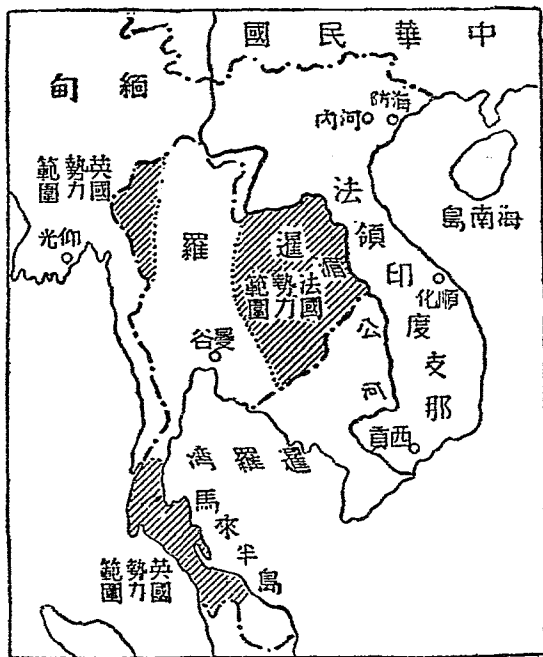 中華民國
緬甸
海防
河內
英國勢力範圍
法領印度支那
海南島
仰光
暹羅
法國勢力範圍
湄公河
順化
曼谷
西貢
暹羅灣
馬來半島
英國勢力範圍